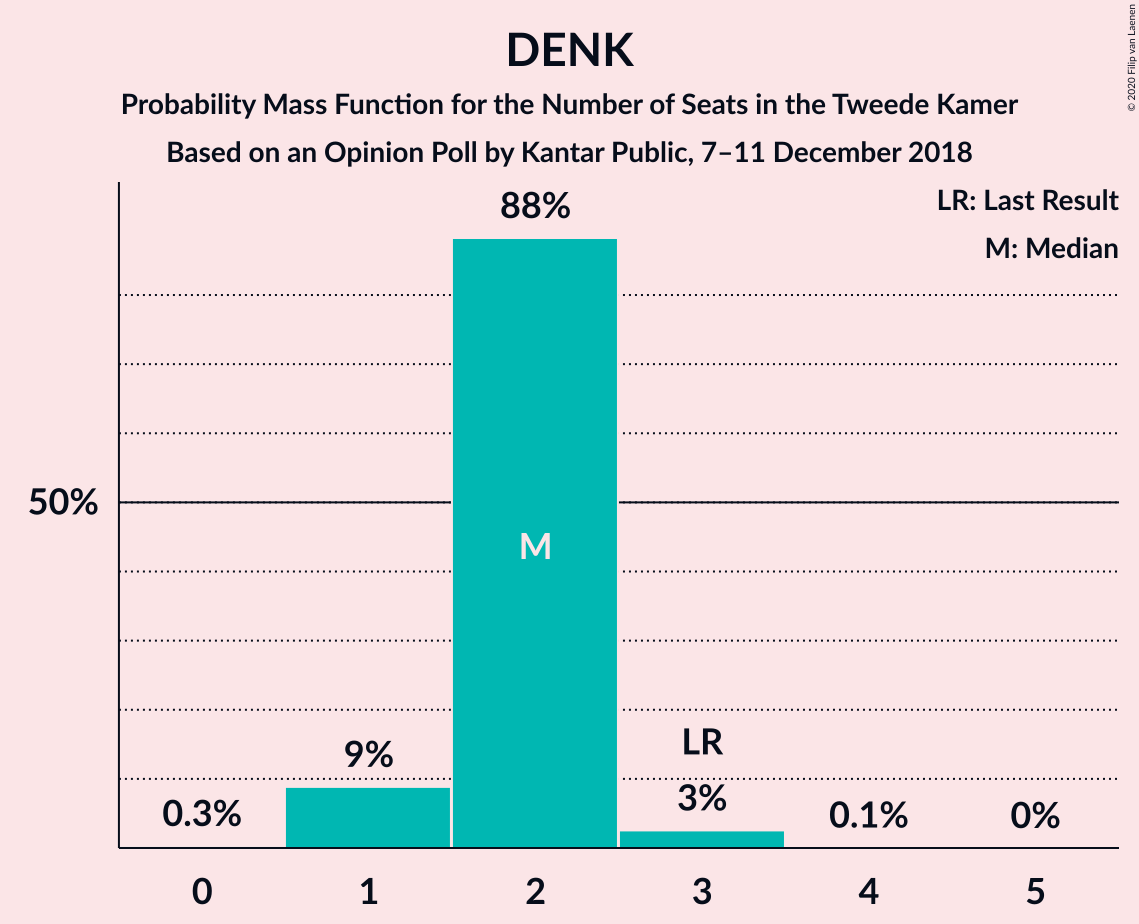 DENK
Probability Mass Function for the Number of Seats in the Tweede Kamer
Based on an Opinion Poll by Kantar Public, 7–11 December 2018
© 2020 Filip van Laenen
LR: Last Result
M: Median
88%
50%
M
LR
9%
3%
0.3%
0.1%
0%
0 1 2 3 4 5